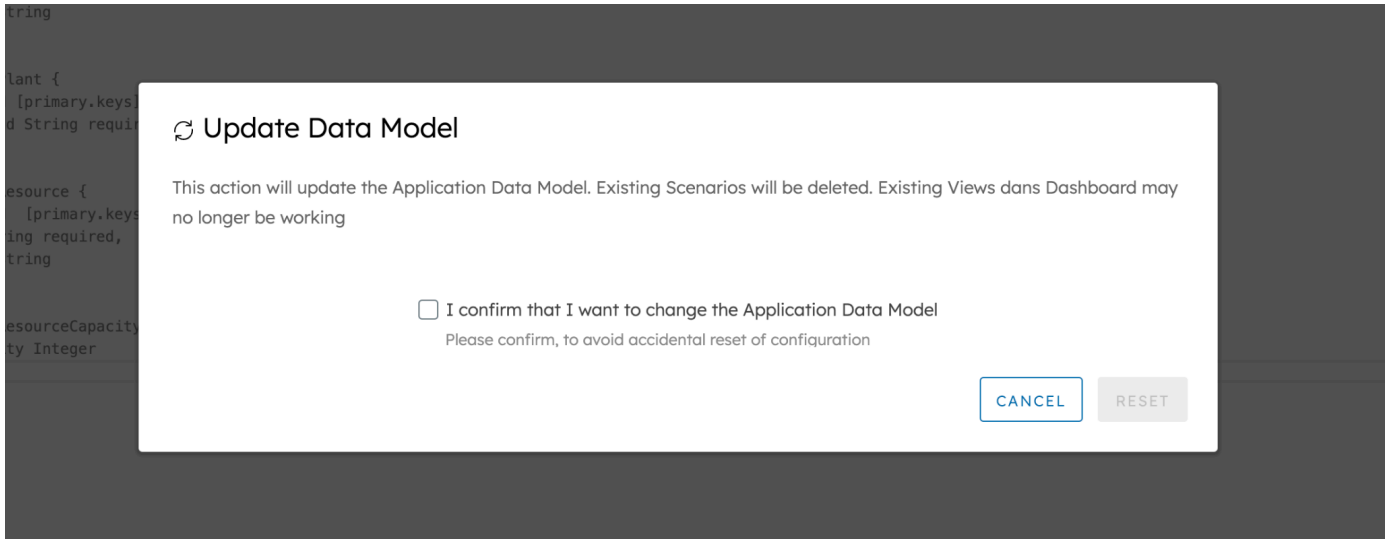 tring
lant {
[primary.keys]
d String requir
esource {
[primary.keys
ing required,
tring
esourceCapacity
ty Integer
Update Data Model
This action will update the Application Data Model. Existing Scenarios will be deleted. Existing Views dans Dashboard may
no longer be working
I confirm that I want to change the Application Data Model
Please confirm, to avoid accidental reset of configuration
CANCEL
RESET